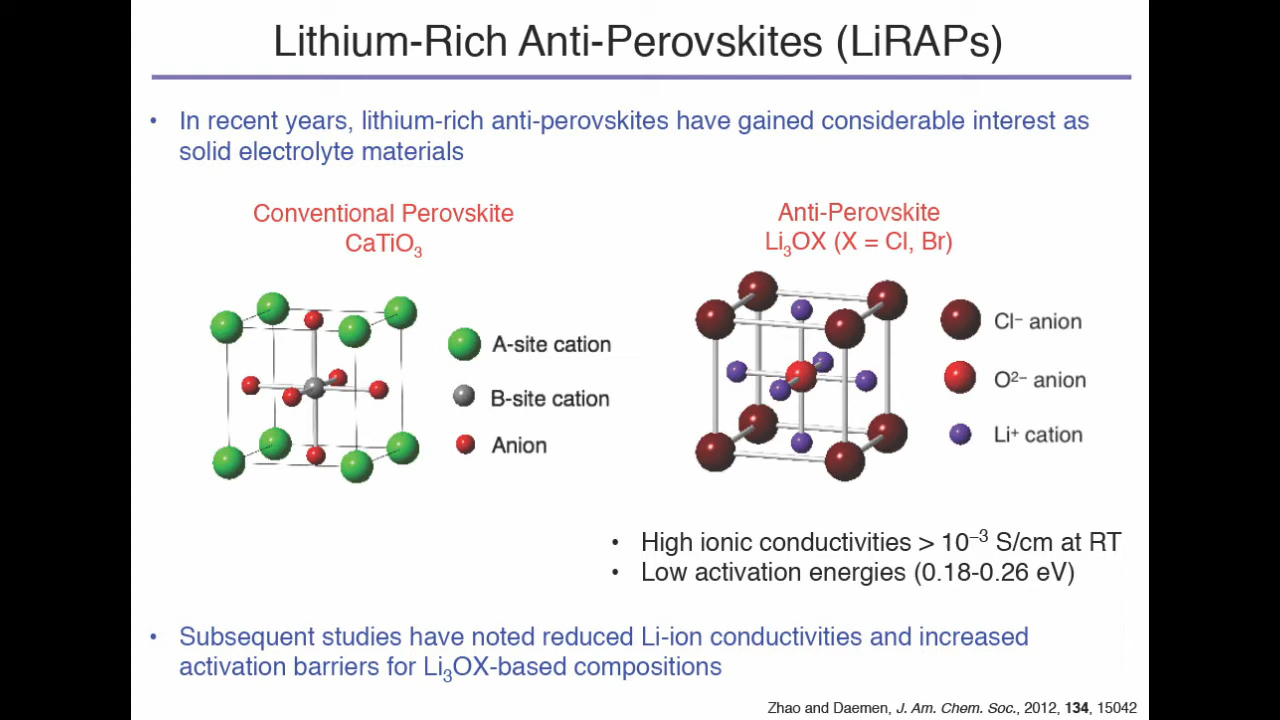 Lithium-Rich Anti-Perovskites (LiRAPs)
• In recent years, lithium-rich anti-perovskites have gained considerable interest as
solid electrolyte materials
Conventional Perovskite
CaTiO₃
A-site cation
B-site cation
Anion
Anti-Perovskite
Li₃OX (X = Cl, Br)
Cl⁻ anion
O²⁻ anion
Li⁺ cation
• High ionic conductivities > 10⁻³ S/cm at RT
• Low activation energies (0.18-0.26 eV)
• Subsequent studies have noted reduced Li-ion conductivities and increased
activation barriers for Li₃OX-based compositions
Zhao and Daemen, J. Am. Chem. Soc., 2012, 134, 15042